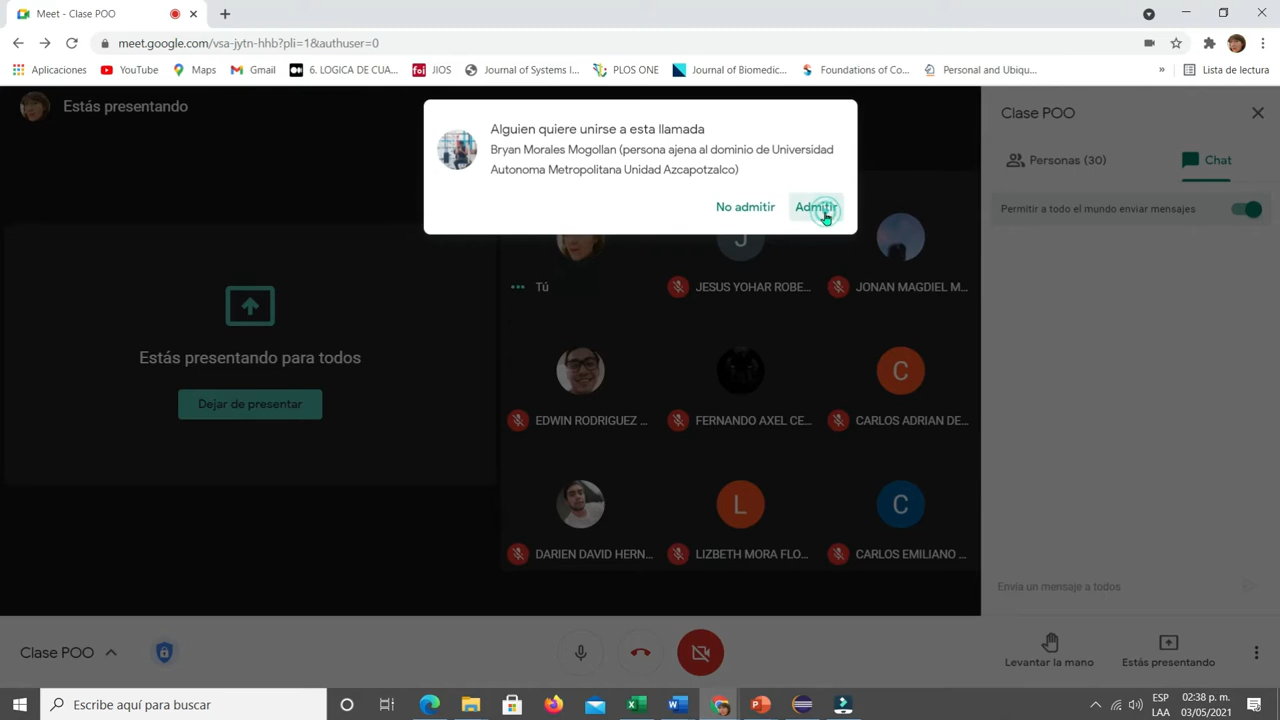 Meet - Clase POO
meet.google.com/vsa-jytn-hhb?pli=1&authuser=0
Aplicaciones YouTube Maps Gmail 6. LOGICA DE CUA... foi JIOS Journal of Systems I... PLOS ONE Journal of Biomedic... Foundations of Co... Personal and Ubiqu... » Lista de lectura
Estás presentando
Alguien quiere unirse a esta llamada
Bryan Morales Mogollan (persona ajena al dominio de Universidad
Autonoma Metropolitana Unidad Azcapotzalco)
No admitir Admitir
Clase POO
Personas (30) Chat
Permitir a todo el mundo enviar mensajes
Estás presentando para todos
Dejar de presentar
J
Tú JESUS YOHAR ROBE... JONAN MAGDIEL M...
C
EDWIN RODRIGUEZ ... FERNANDO AXEL CE... CARLOS ADRIAN DE...
L C
DARIEN DAVID HERN... LIZBETH MORA FLO... CARLOS EMILIANO ...
Envía un mensaje a todos
Clase POO
Levantar la mano Estás presentando
Escribe aquí para buscar
ESP 02:38 p. m.
LAA 03/05/2021